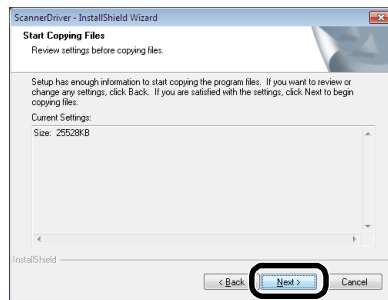 ScannerDriver - InstallShield Wizard
Start Copying Files
Review settings before copying files.
Setup has enough information to start copying the program files. If you want to review or
change any settings, click Back. If you are satisfied with the settings, click Next to begin
copying files.
Current Settings:
Size: 25528KB
InstallShield
< Back
Next >
Cancel